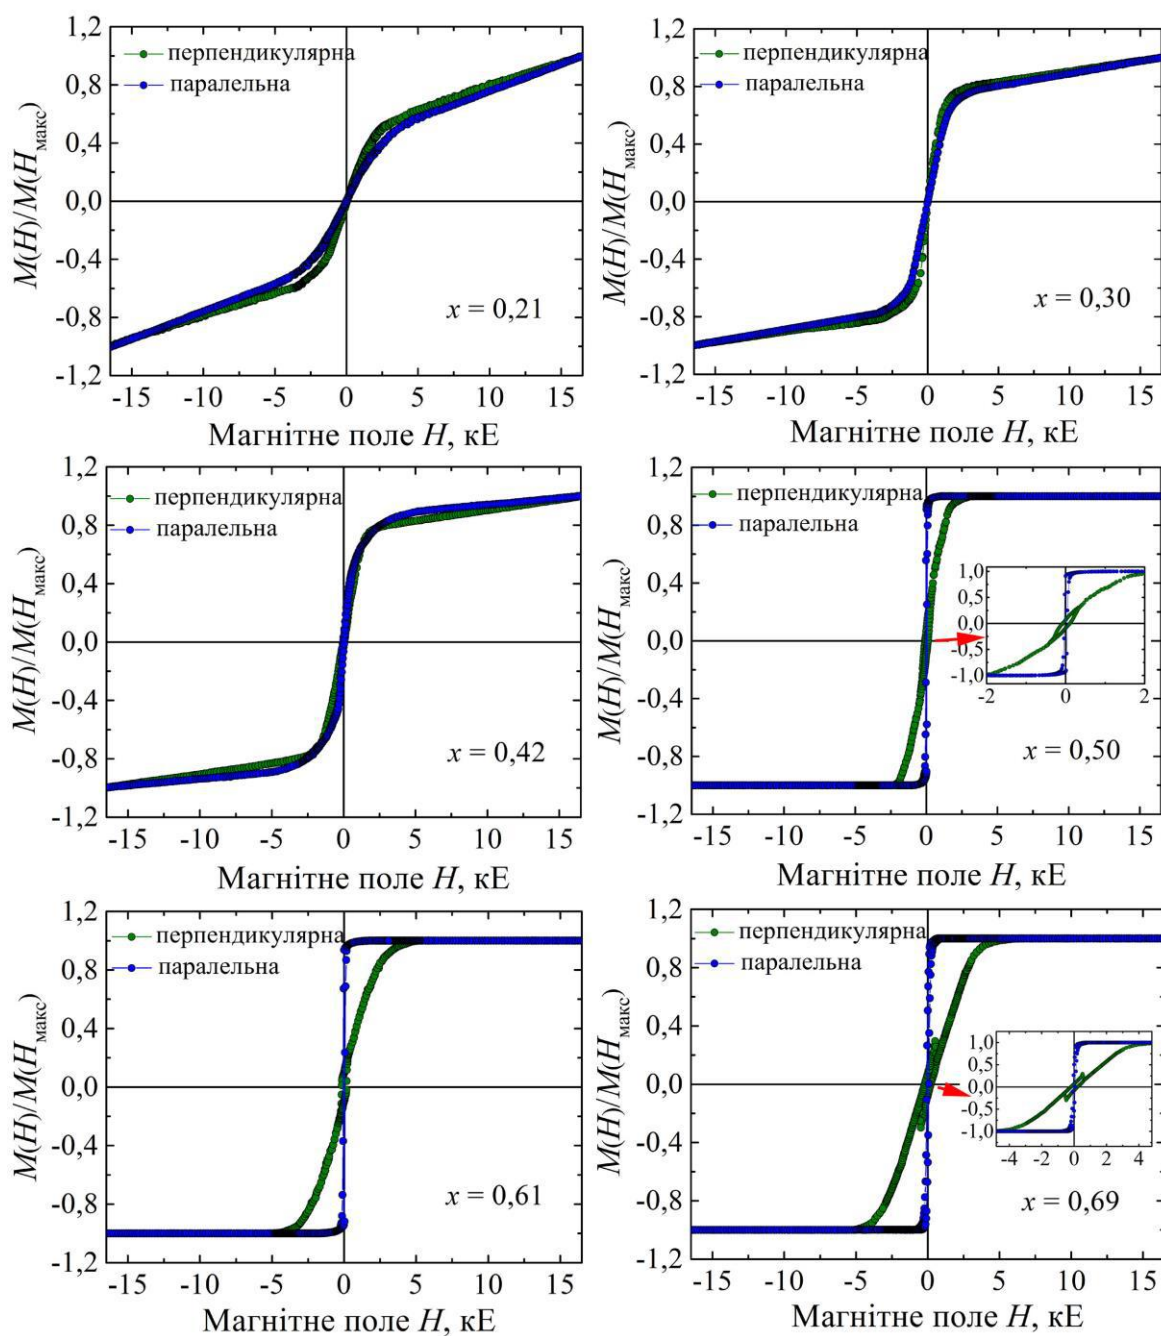 1,2
перпендикулярна
паралельна
0,8
0,4
0,0
-0,4
-0,8
-1,2
M(H)/M(Hмакс)
x = 0,21
-15 -10 -5 0 5 10 15
Магнітне поле H, кЕ
1,2
перпендикулярна
паралельна
0,8
0,4
0,0
-0,4
-0,8
-1,2
M(H)/M(Hмакс)
x = 0,30
-15 -10 -5 0 5 10 15
Магнітне поле H, кЕ
1,2
перпендикулярна
паралельна
0,8
0,4
0,0
-0,4
-0,8
-1,2
M(H)/M(Hмакс)
x = 0,42
-15 -10 -5 0 5 10 15
Магнітне поле H, кЕ
1,2
перпендикулярна
паралельна
0,8
0,4
0,0
-0,4
-0,8
-1,2
M(H)/M(Hмакс)
1,0
0,5
0,0
-0,5
-1,0
-2 0 2
x = 0,50
-15 -10 -5 0 5 10 15
Магнітне поле H, кЕ
1,2
перпендикулярна
паралельна
0,8
0,4
0,0
-0,4
-0,8
-1,2
M(H)/M(Hмакс)
x = 0,61
-15 -10 -5 0 5 10 15
Магнітне поле H, кЕ
1,2
перпендикулярна
паралельна
0,8
0,4
0,0
-0,4
-0,8
-1,2
M(H)/M(Hмакс)
1,0
0,5
0,0
-0,5
-1,0
-4 -2 0 2 4
x = 0,69
-15 -10 -5 0 5 10 15
Магнітне поле H, кЕ